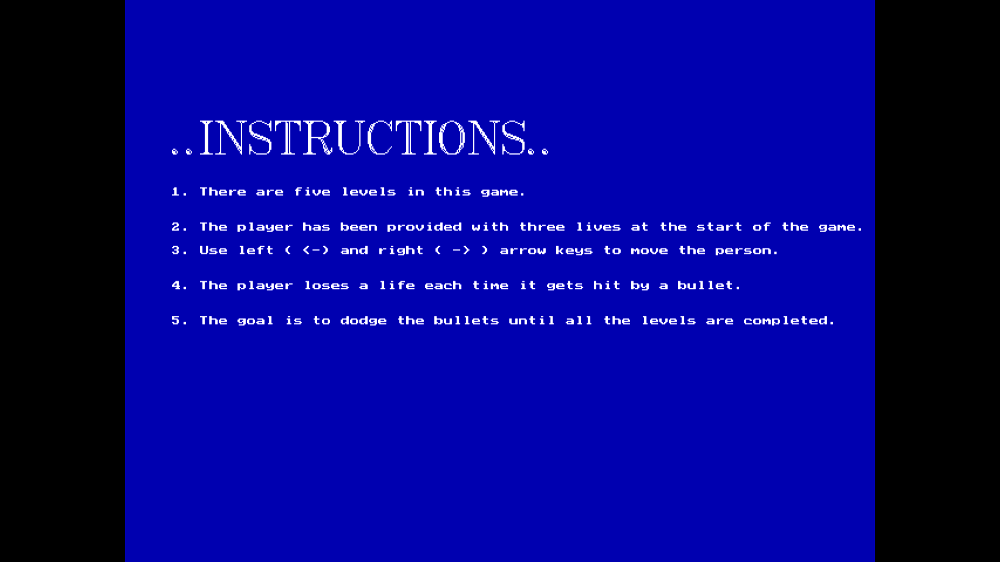 ..INSTRUCTIONS..
1. There are five levels in this game.
2. The player has been provided with three lives at the start of the game.
3. Use left ( <-) and right ( -> ) arrow keys to move the person.
4. The player loses a life each time it gets hit by a bullet.
5. The goal is to dodge the bullets until all the levels are completed.